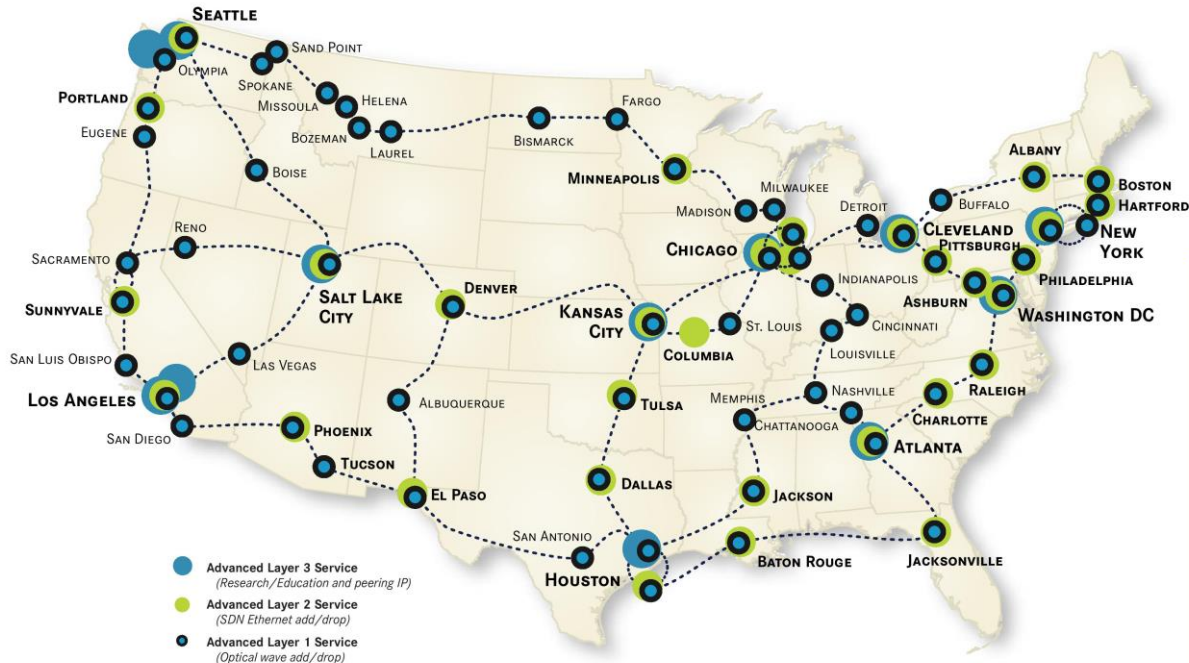 SEATTLE
SAND POINT
OLYMPIA
SPOKANE
MISSOULA
HELENA
PORTLAND
EUGENE
BOZEMAN
LAUREL
BISMARCK
FARGO
BOISE
MINNEAPOLIS
MILWAUKEE
MADISON
DETROIT
ALBANY
BOSTON
BUFFALO
HARTFORD
RENO
SACRAMENTO
CHICAGO
CLEVELAND
PITTSBURGH
NEW
YORK
SUNNYVALE
SALT LAKE
CITY
DENVER
KANSAS
CITY
INDIANAPOLIS
ASHBURN
PHILADELPHIA
WASHINGTON DC
COLUMBIA
ST. LOUIS
CINCINNATI
LOUISVILLE
SAN LUIS OBISPO
LAS VEGAS
LOS ANGELES
ALBUQUERQUE
TULSA
MEMPHIS
NASHVILLE
CHATTANOOGA
RALEIGH
CHARLOTTE
SAN DIEGO
PHOENIX
TUCSON
ATLANTA
EL PASO
DALLAS
JACKSON
SAN ANTONIO
HOUSTON
BATON ROUGE
JACKSONVILLE
Advanced Layer 3 Service
(Research/Education and peering IP)
Advanced Layer 2 Service
(SDN Ethernet add/drop)
Advanced Layer 1 Service
(Optical wave add/drop)